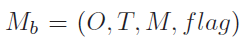 M_b = (O, T, M, flag)